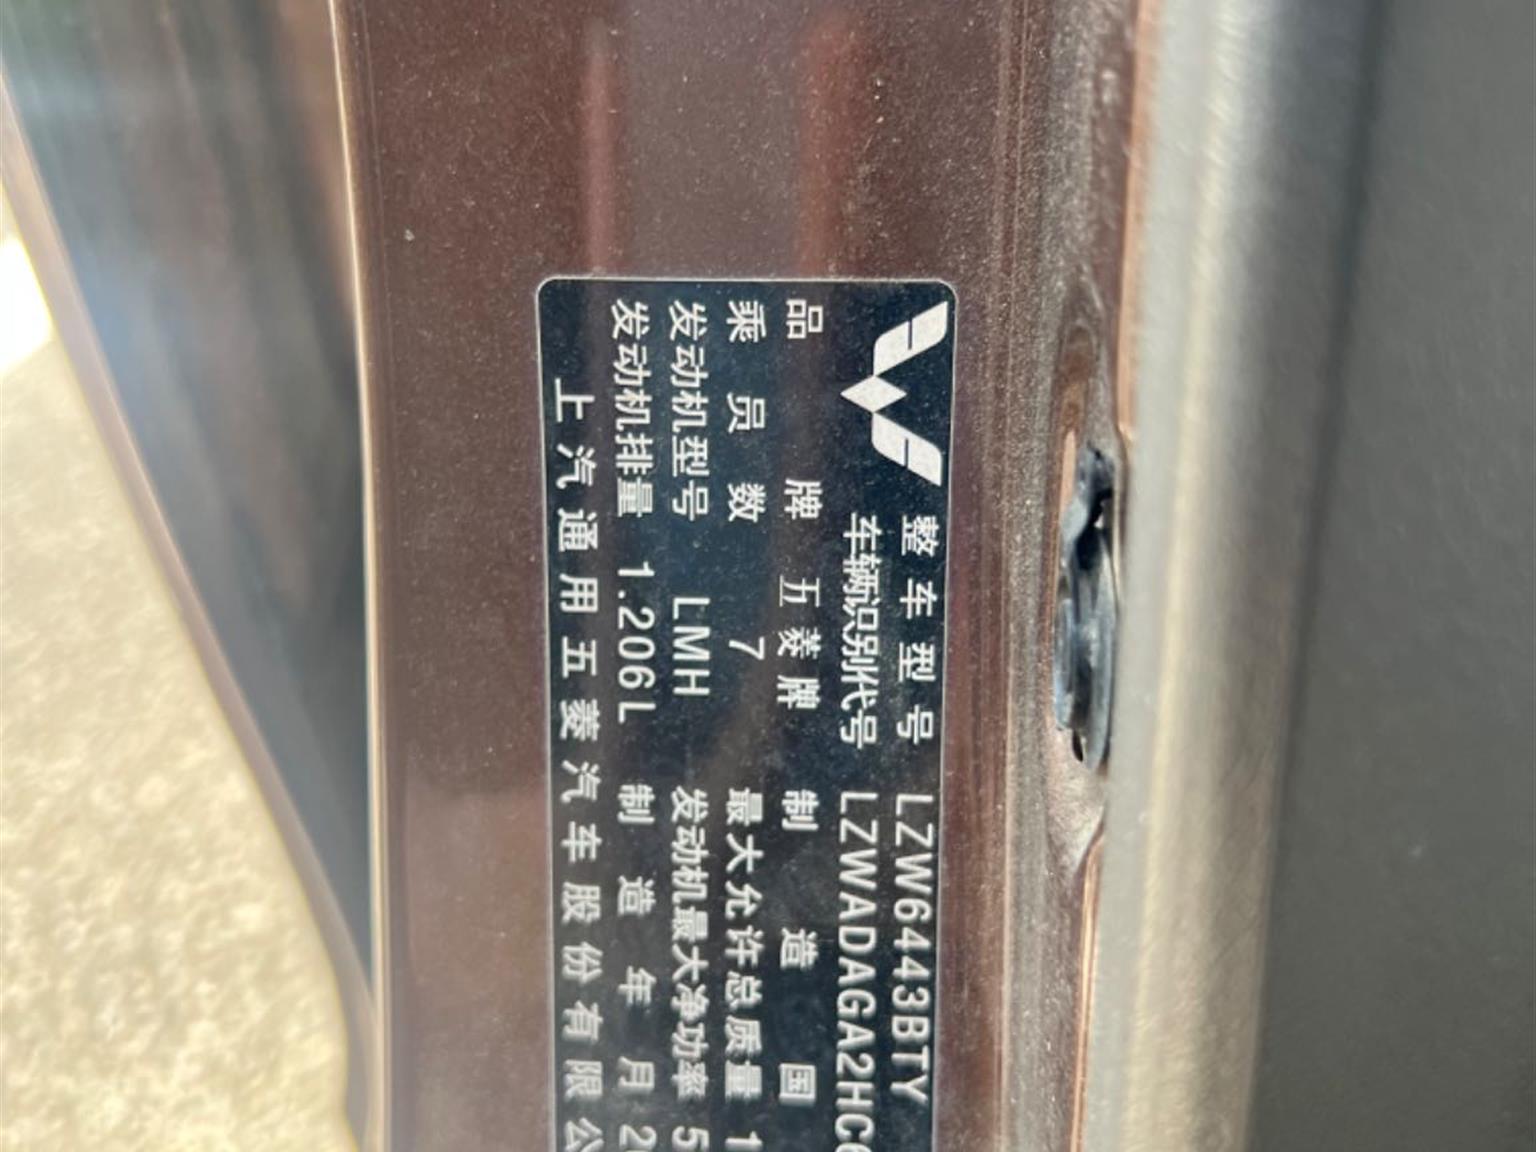 整车型号 LZW6443BTY
车辆识别代号 LZWADAGA2HC6
品牌 五菱牌 制造国
乘员数 7 最大允许总质量 1
发动机型号 LMH 发动机最大净功率 5
发动机排量 1.206L 制造年月 20
上汽通用五菱汽车股份有限公